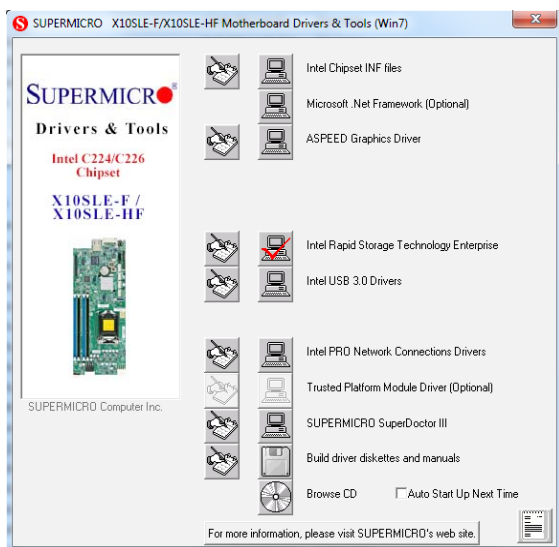 SUPERMICRO X10SLE-F/X10SLE-HF Motherboard Drivers & Tools (Win7)
SUPERMICR
Drivers & Tools
Intel C224/C226
Chipset
X10SLE-F /
X10SLE-HF
SUPERMICRO Computer Inc.
Intel Chipset INF files
Microsoft .Net Framework (Optional)
ASPEED Graphics Driver
Intel Rapid Storage Technology Enterprise
Intel USB 3.0 Drivers
Intel PRO Network Connections Drivers
Trusted Platform Module Driver (Optional)
SUPERMICRO SuperDoctor III
Build driver diskettes and manuals
Browse CD
Auto Start Up Next Time
For more information, please visit SUPERMICRO's web site.